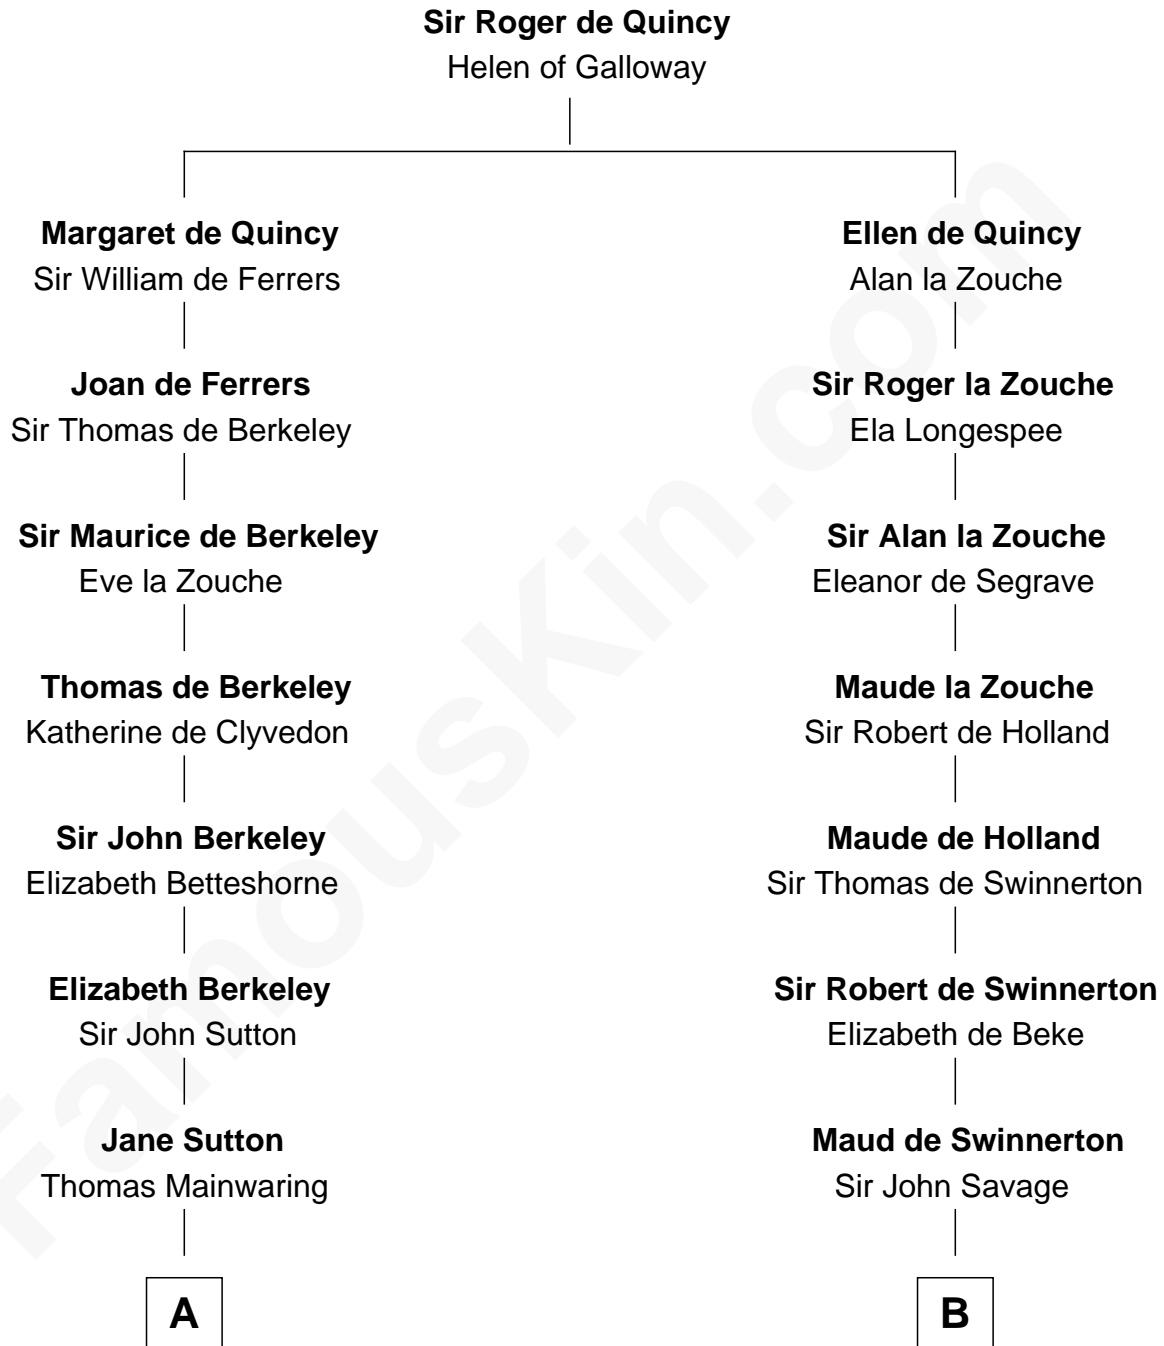 Sir Roger de Quincy
Helen of Galloway
Margaret de Quincy
Sir William de Ferrers
Ellen de Quincy
Alan la Zouche
Joan de Ferrers
Sir Thomas de Berkeley
Sir Roger la Zouche
Ela Longespee
Sir Maurice de Berkeley
Eve la Zouche
Sir Alan la Zouche
Eleanor de Segrave
Thomas de Berkeley
Katherine de Clyvedon
Maude la Zouche
Sir Robert de Holland
Sir John Berkeley
Elizabeth Betteshorne
Maude de Holland
Sir Thomas de Swinnerton
Elizabeth Berkeley
Sir John Sutton
Sir Robert de Swinnerton
Elizabeth de Beke
Jane Sutton
Thomas Mainwaring
Maud de Swinnerton
Sir John Savage
A
B
FamousKin.com